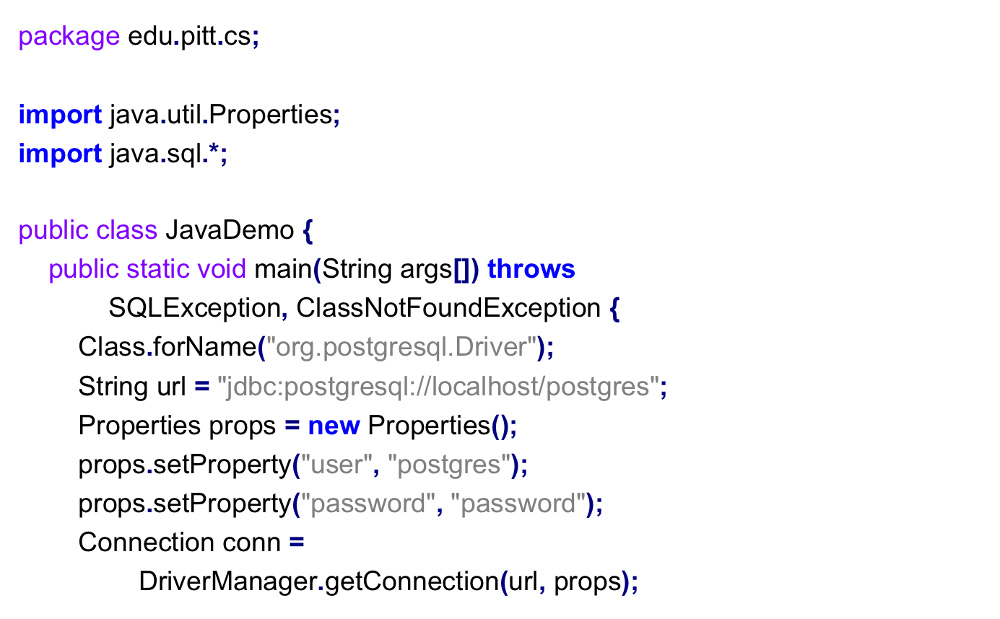 package edu.pitt.cs;
import java.util.Properties;
import java.sql.*;
public class JavaDemo {
public static void main(String args[]) throws
SQLException, ClassNotFoundException {
Class.forName("org.postgresql.Driver");
String url = "jdbc:postgresql://localhost/postgres";
Properties props = new Properties();
props.setProperty("user", "postgres");
props.setProperty("password", "password");
Connection conn =
DriverManager.getConnection(url, props);